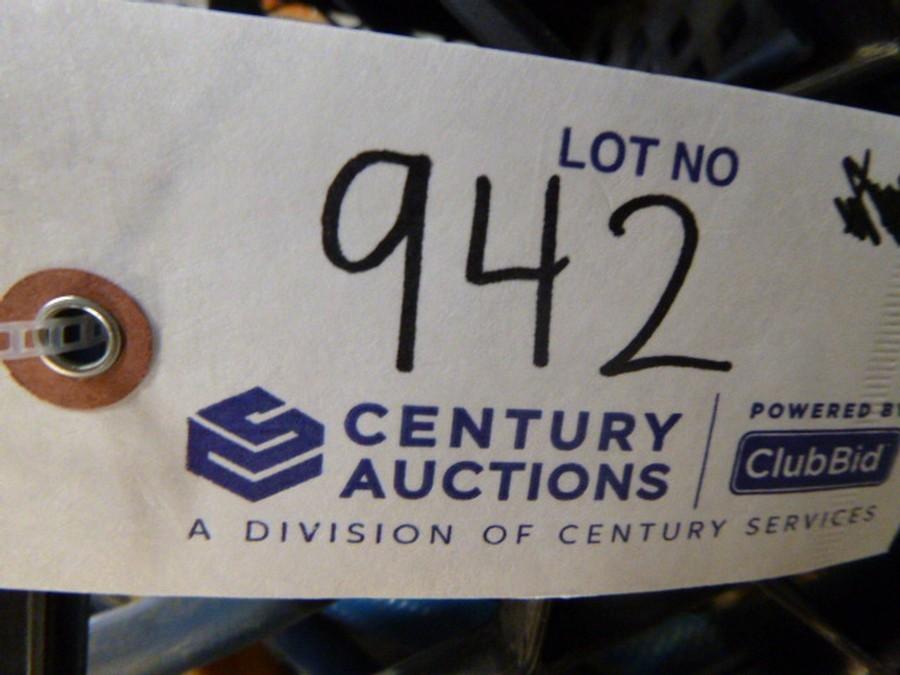 LOT NO
942
CENTURY AUCTIONS
POWERED BY
ClubBid
A DIVISION OF CENTURY SERVICES